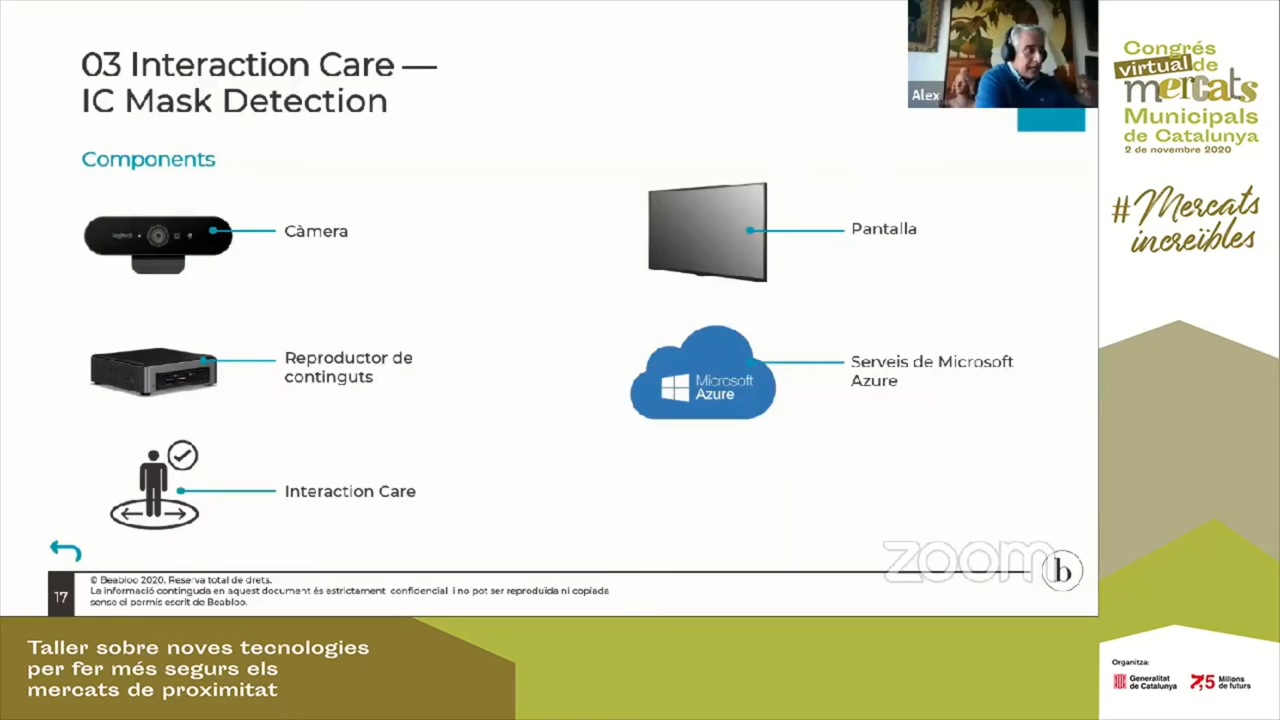 03 Interaction Care —
IC Mask Detection
Components
Càmera
Pantalla
logitech
Reproductor de
continguts
Serveis de Microsoft
Azure
Microsoft
Azure
Interaction Care
17
© Beabloo 2020. Reserva total de drets.
La informació continguda en aquest document és estrictament confidencial i no pot ser reproduïda ni copiada
sense el permís escrit de Beabloo.
zoom
b
Alex
Congrés
virtual de
mercats
Municipals
de Catalunya
2 de novembre 2020
#Mercats
increïbles
Taller sobre noves tecnologies
per fer més segurs els
mercats de proximitat
Organitza:
Generalitat
de Catalunya
7,5 Milions
de futurs